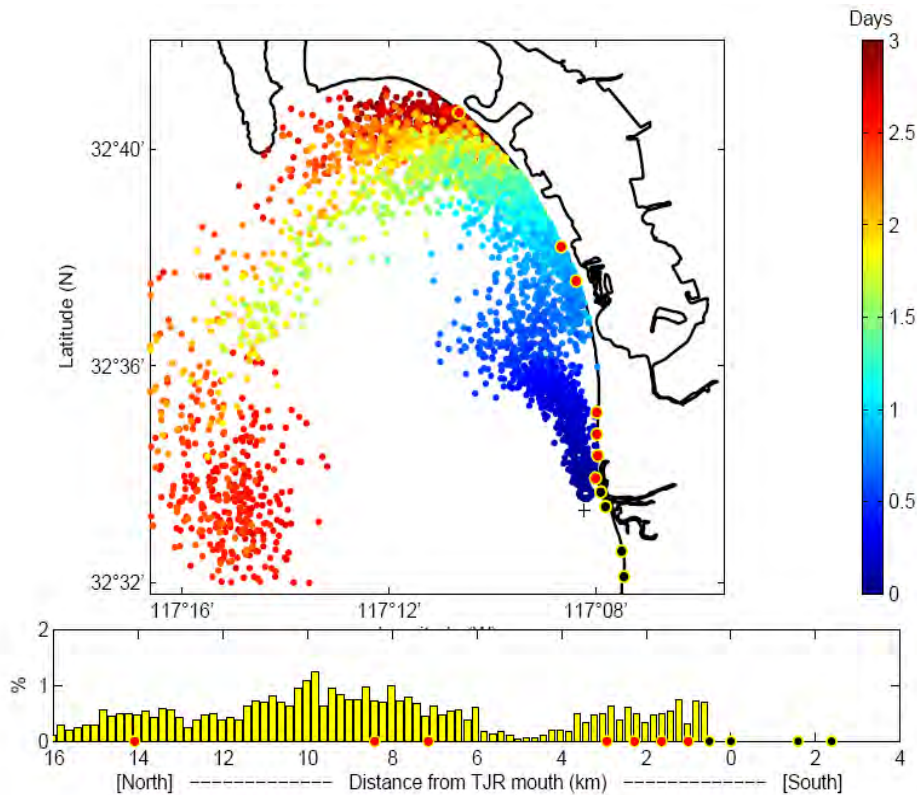 Days
3
2.5
2
1.5
1
0.5
0
32°40'
32°36'
32°32'
Latitude (N)
117°16' 117°12' 117°08'
2
1
0
%
16 14 12 10 8 6 4 2 0 -2 -4
[North] ---------------- Distance from TJR mouth (km) ---------------- [South]